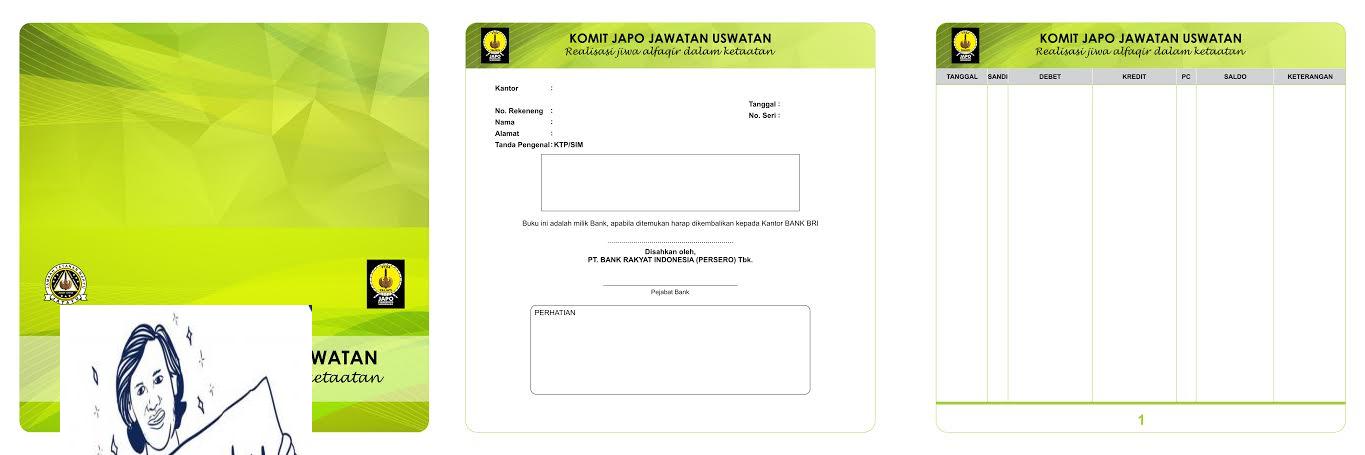 WATAN
etaatan
JAPO
KOMIT JAPO JAWATAN USWATAN
Realisasi jiwa alfaqir dalam ketaatan
JAPO
Kantor :
Tanggal :
No. Rekeneng :
No. Seri :
Nama :
Alamat :
Tanda Pengenal: KTP/SIM
Buku ini adalah milik Bank, apabila ditemukan harap dikembalikan kepada Kantor BANK BRI
Disahkan oleh,
PT. BANK RAKYAT INDONESIA (PERSERO) Tbk.
Pejabat Bank
PERHATIAN
KOMIT JAPO JAWATAN USWATAN
Realisasi jiwa alfaqir dalam ketaatan
JAPO
TANGGAL SANDI DEBET KREDIT PC SALDO KETERANGAN
1